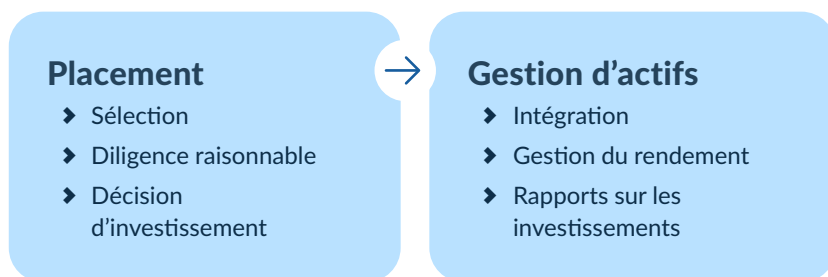 Placement
Sélection
Diligence raisonnable
Décision
d’investissement
Gestion d’actifs
Intégration
Gestion du rendement
Rapports sur les
investissements